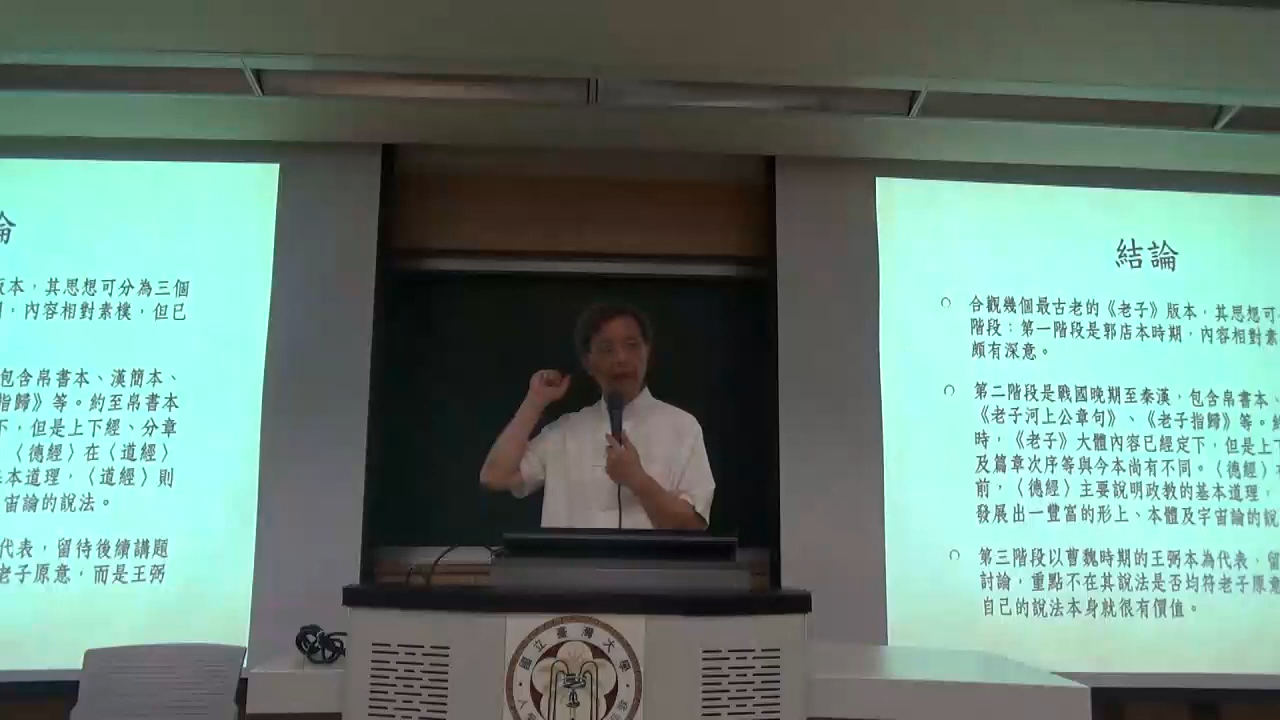 論
版本，其思想可分為三個
，內容相對素樸，但已
包含帛書本、漢簡本、
指歸》等。約至帛書本
下，但是上下經、分章
〈德經〉在〈道經〉
基本道理，〈道經〉則
宙論的說法。
代表，留待後續講題
老子原意，而是王弼
結論
合觀幾個最古老的《老子》版本，其思想可
階段：第一階段是郭店本時期，內容相對素
頗有深意。
第二階段是戰國晚期至秦漢，包含帛書本、
《老子河上公章句》、《老子指歸》等。
時，《老子》大體內容已經定下，但是上
及篇章次序等與今本尚有不同。〈德經〉
前，〈德經〉主要說明政教的基本道理，
發展出一豐富的形上、本體及宇宙論的說
第三階段以曹魏時期的王弼本為代表，留
討論，重點不在其說法是否均符老子原意
自己的說法本身就很有價值。
國立臺灣大學